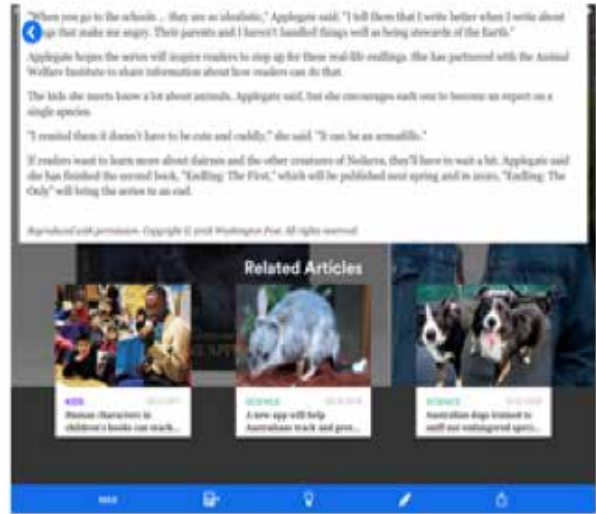 "When you go to the schools ... they are so idealistic," Applegate said. "I tell them that I write better when I write about
things that make me angry. Their parents and I haven't handled things well as being stewards of the Earth."
Applegate hopes the series will inspire readers to step up for these real-life endlings. She has partnered with the Animal
Welfare Institute to share information about how readers can do that.
The kids she meets know a lot about animals, Applegate said, but she encourages each one to become an expert on a
single species.
"I remind them it doesn't have to be cute and cuddly," she said. "It can be an armadillo."
If readers want to learn more about dairnes and the other creatures of Nedarra, they'll have to wait a bit. Applegate said
she has finished the second book, "Endling: The First," which will be published next spring and in 2020, "Endling: The
Only" will bring the series to an end.
Reproduced with permission. Copyright © 2018 Washington Post. All rights reserved.
Related Articles
KIDS
Human characters in
children's books can teach...
SCIENCE
A new app will help
Australians track and prot...
SCIENCE
Australian dogs trained to
sniff out endangered speci...
MAX